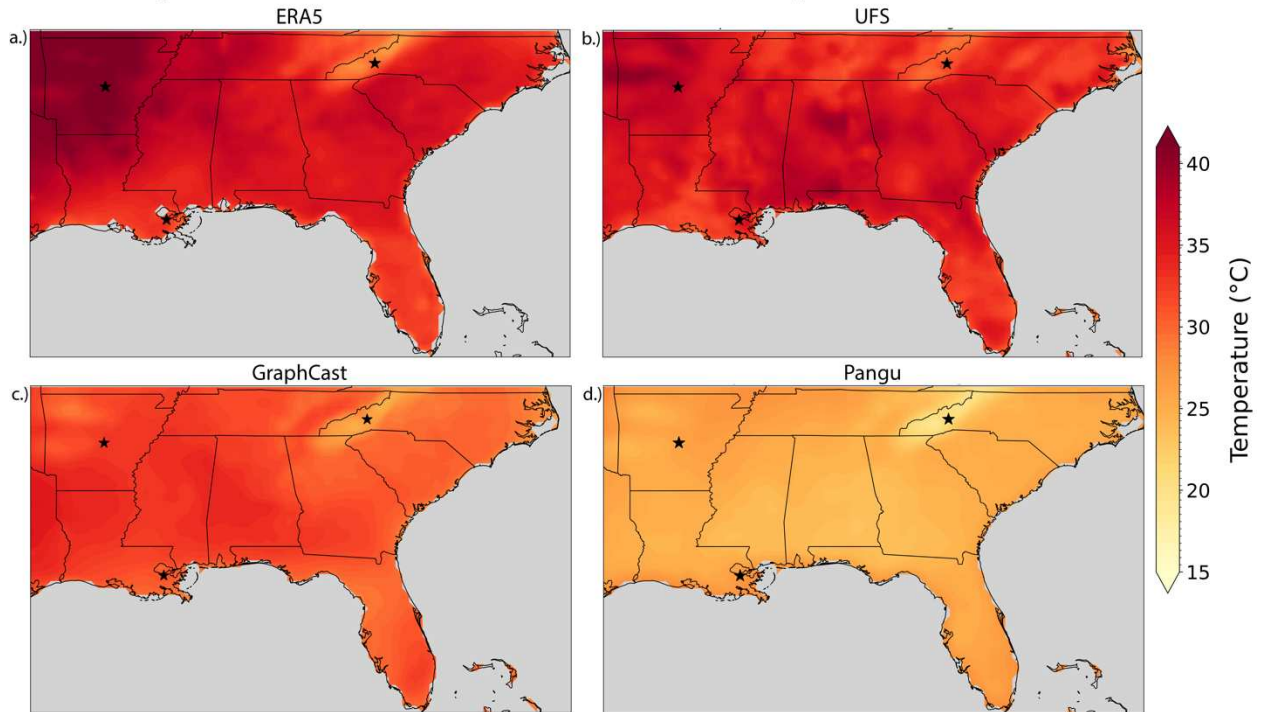 ERA5
UFS
a.)
b.)
GraphCast
Pangu
c.)
d.)
40
35
30
25
20
15
Temperature (°C)